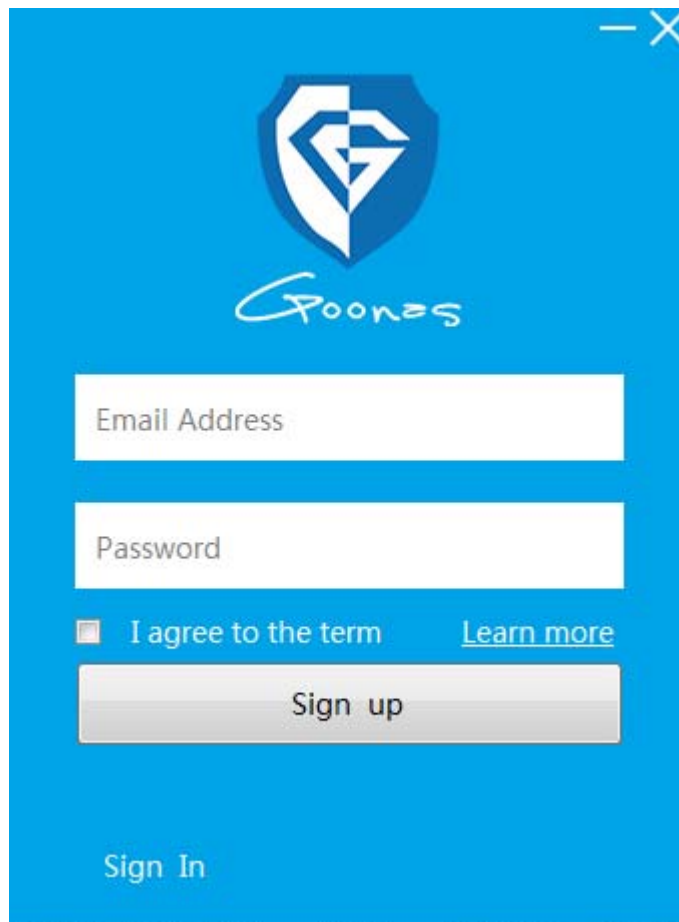 Goonas
Email Address
Password
I agree to the term Learn more
Sign up
Sign In